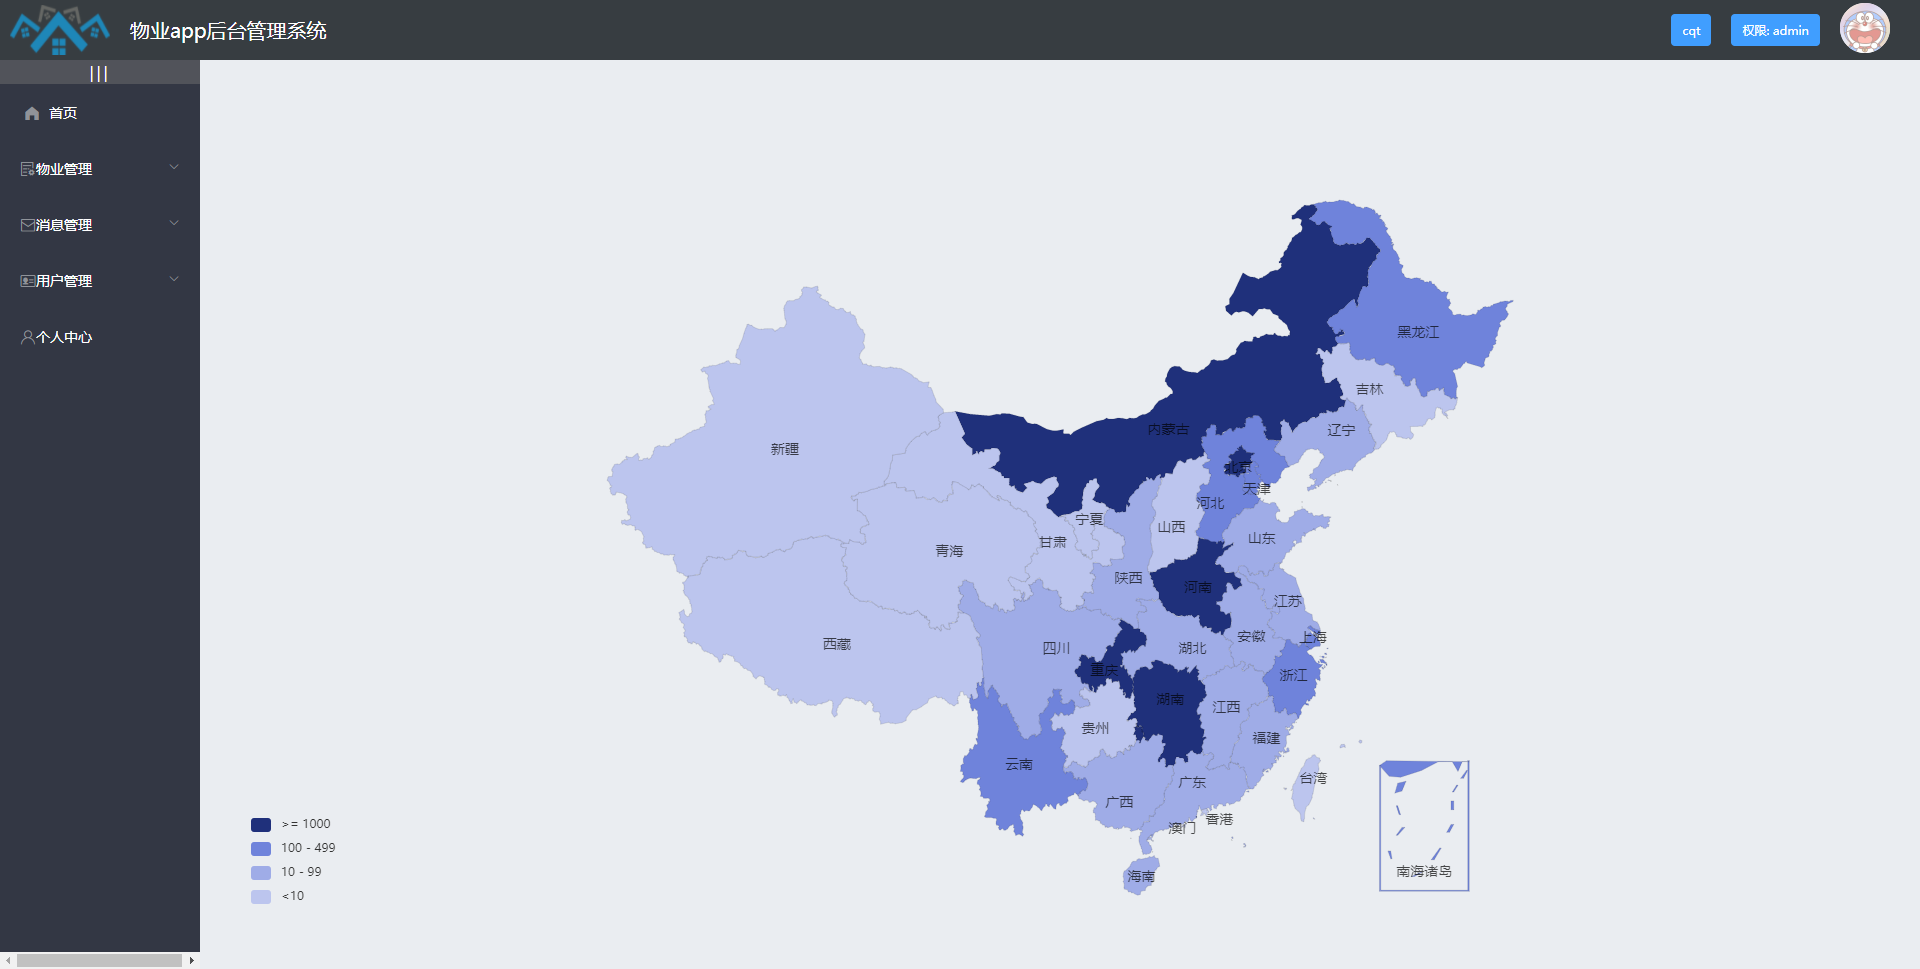 物业app后台管理系统
cqt
权限: admin
|||
首页
物业管理
消息管理
用户管理
个人中心
黑龙江
吉林
辽宁
内蒙古
新疆
北京
天津
河北
宁夏
山西
山东
甘肃
青海
陕西
河南
江苏
安徽
上海
西藏
四川
湖北
重庆
浙江
湖南
江西
贵州
福建
云南
台湾
广东
广西
香港
澳门
南海诸岛
海南
>= 1000
100 - 499
10 - 99
<10